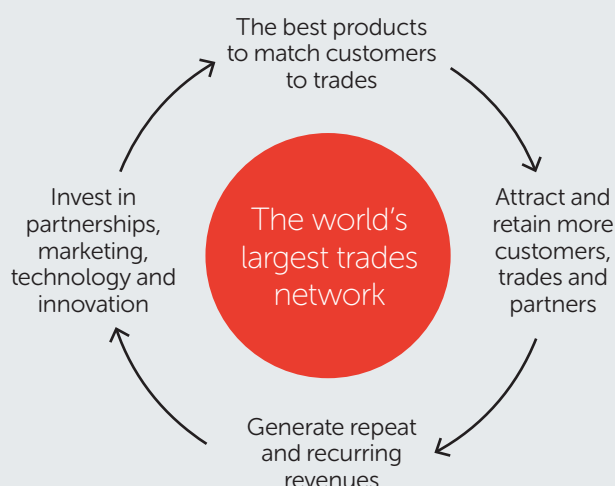 The best products
to match customers
to trades
Attract and
retain more
customers,
trades and
partners
Generate repeat
and recurring
revenues
Invest in
partnerships,
marketing,
technology and
innovation
The world's
largest trades
network